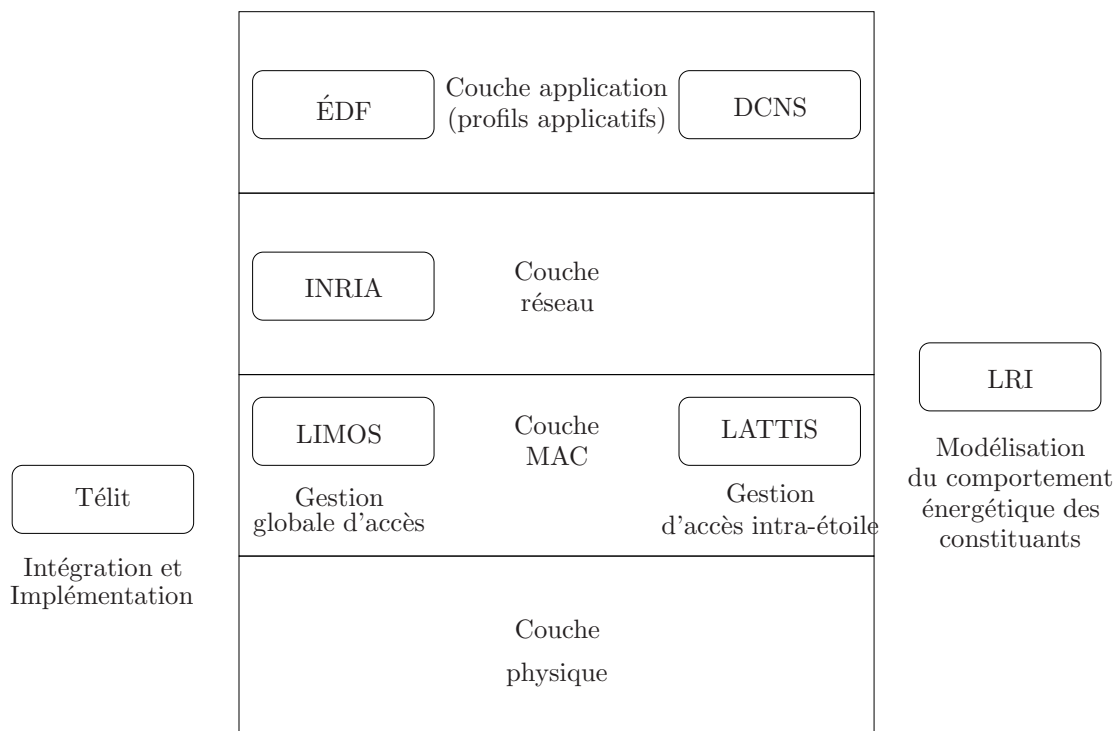 ÉDF
Couche application
(profils applicatifs)
DCNS
INRIA
Couche
réseau
LIMOS
Couche
MAC
LATTIS
Gestion
globale d'accès
Gestion
d'accès intra-étoile
Couche
physique
Télit
Intégration et
Implémentation
LRI
Modélisation
du comportement
énergétique des
constituants